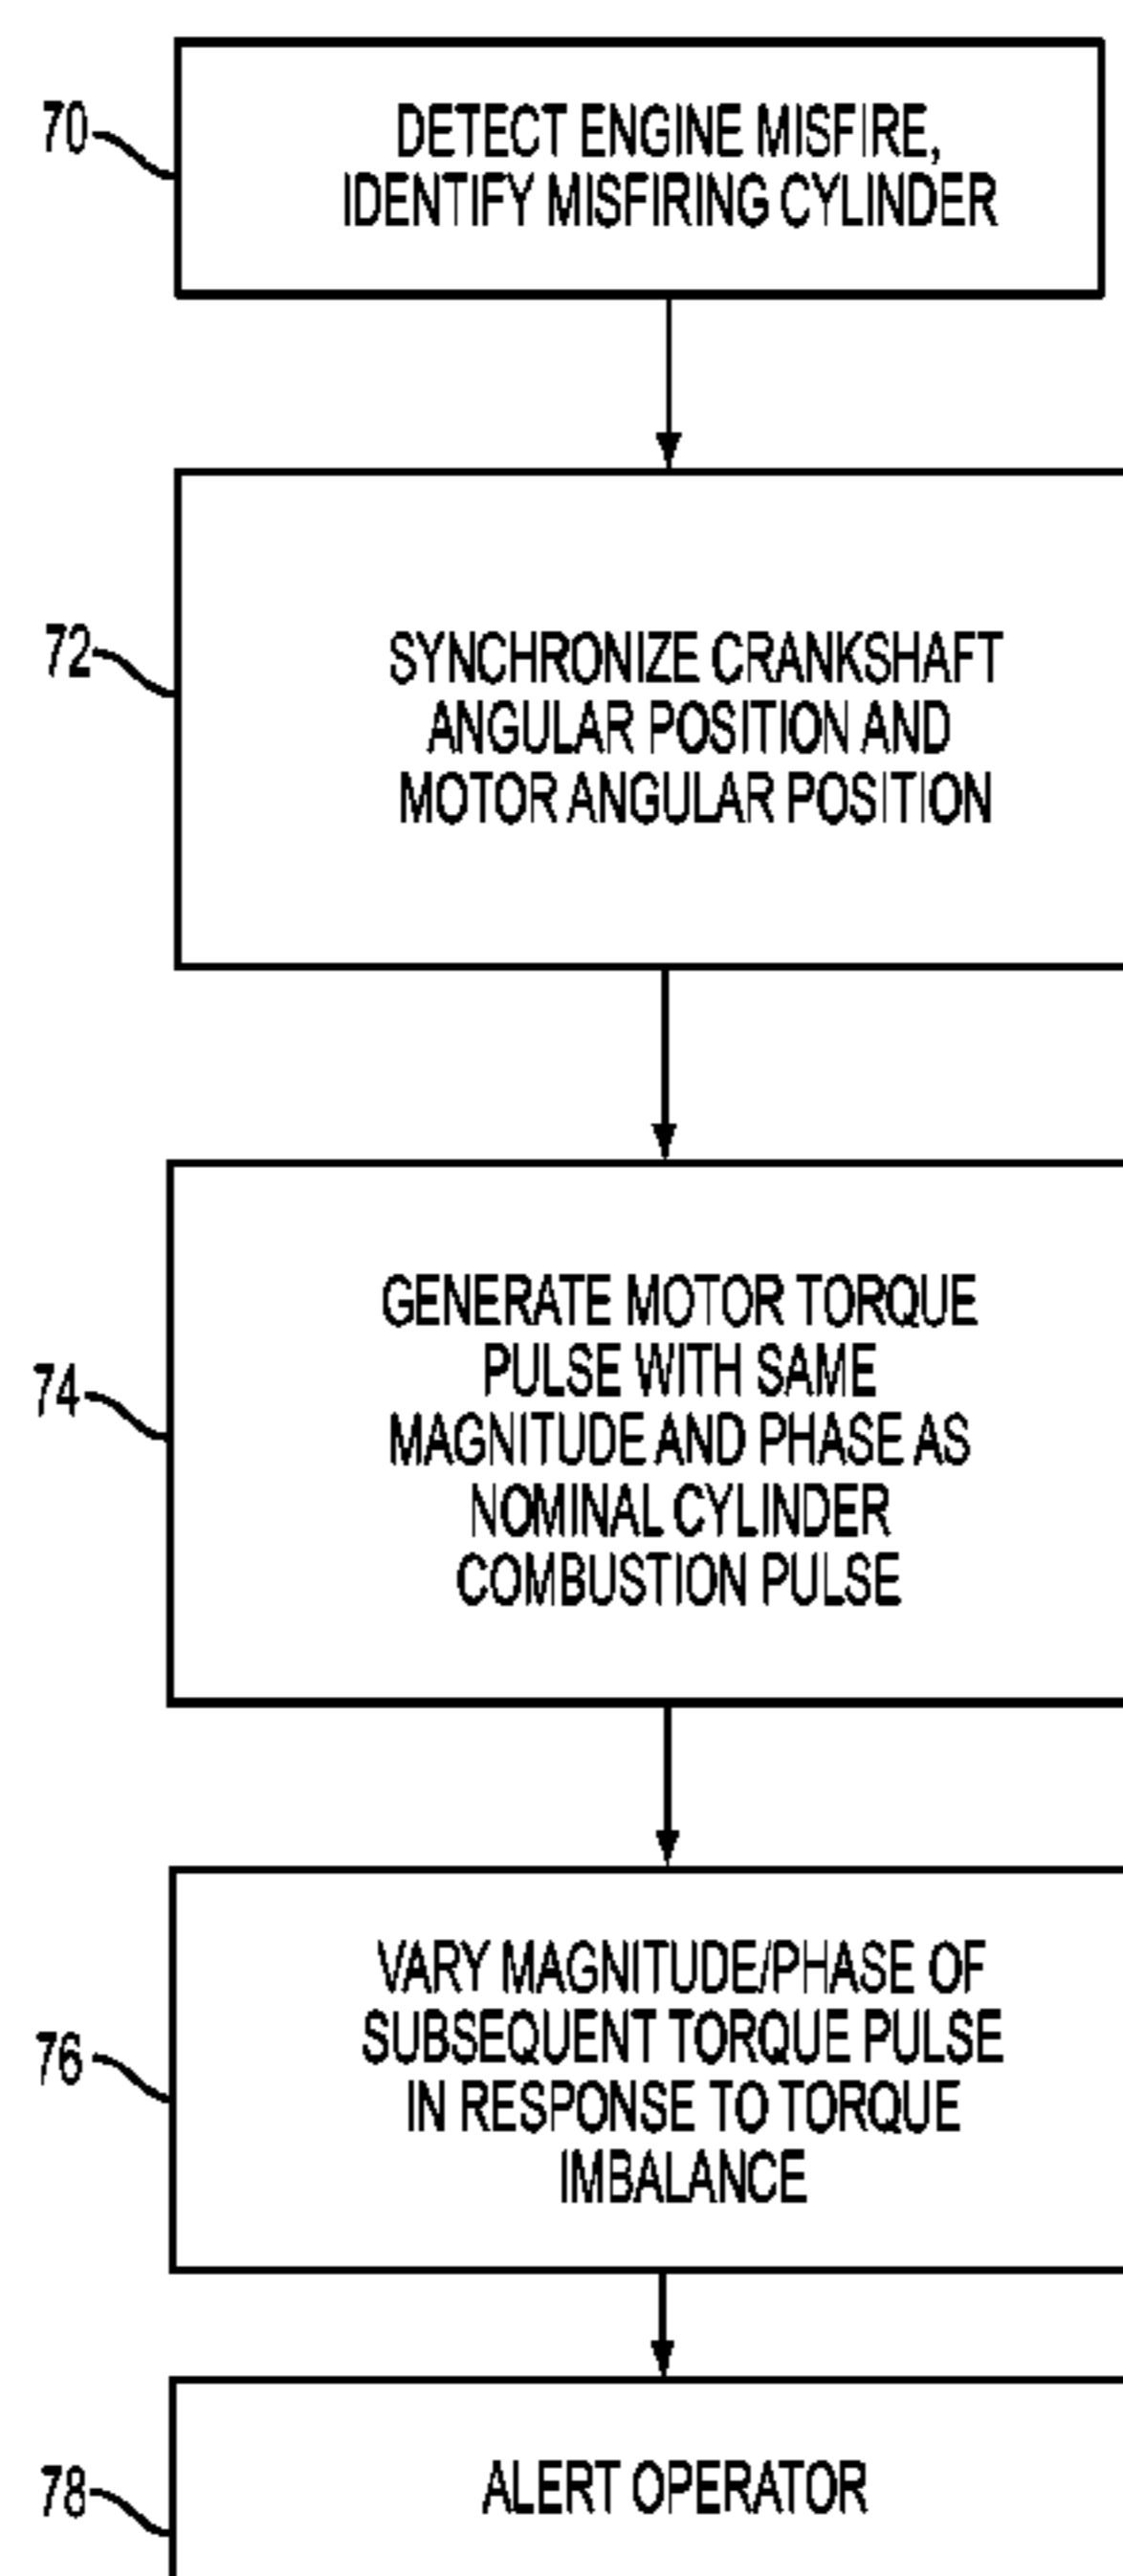 70
DETECT ENGINE MISFIRE,
IDENTIFY MISFIRING CYLINDER
72
SYNCHRONIZE CRANKSHAFT
ANGULAR POSITION AND
MOTOR ANGULAR POSITION
74
GENERATE MOTOR TORQUE
PULSE WITH SAME
MAGNITUDE AND PHASE AS
NOMINAL CYLINDER
COMBUSTION PULSE
76
VARY MAGNITUDE/PHASE OF
SUBSEQUENT TORQUE PULSE
IN RESPONSE TO TORQUE
IMBALANCE
78
ALERT OPERATOR